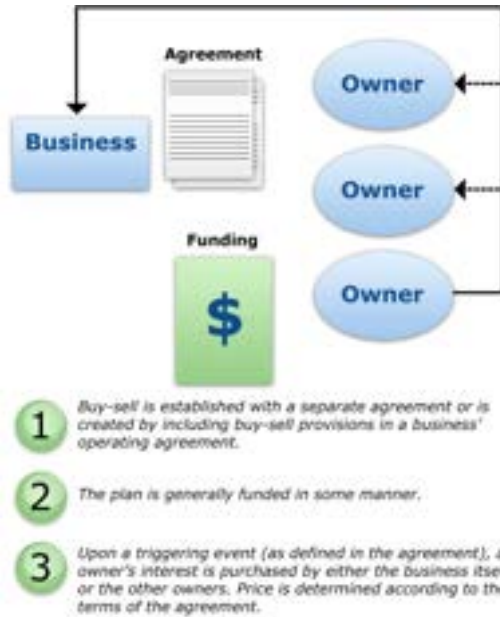 Agreement
Owner
Business
Owner
Funding
$
Owner
1
Buy-sell is established with a separate agreement or is
created by including buy-sell provisions in a business'
operating agreement.
2
The plan is generally funded in some manner.
3
Upon a triggering event (as defined in the agreement),
owner's interest is purchased by either the business
or the other owners. Price is determined according to
terms of the agreement.